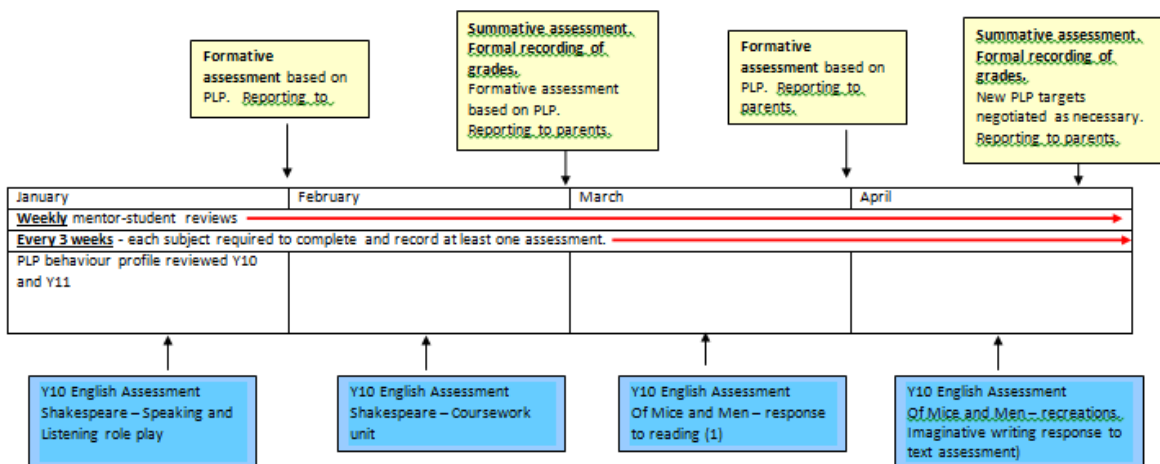 Formative
assessment based on
PLP. Reporting to
Summative assessment.
Formal recording of
grades.
Formative assessment
based on PLP.
Reporting to parents.
Formative
assessment based on
PLP. Reporting to
parents.
Summative assessment.
Formal recording of
grades.
New PLP targets
negotiated as necessary.
Reporting to parents.
January
February
March
April
Weekly mentor-student reviews
Every 3 weeks - each subject required to complete and record at least one assessment.
PLP behaviour profile reviewed Y10
and Y11
Y10 English Assessment
Shakespeare – Speaking and
Listening role play
Y10 English Assessment
Shakespeare – Coursework
unit
Y10 English Assessment
Of Mice and Men – response
to reading (1)
Y10 English Assessment
Of Mice and Men – recreations.
Imaginative writing response to
text assessment)